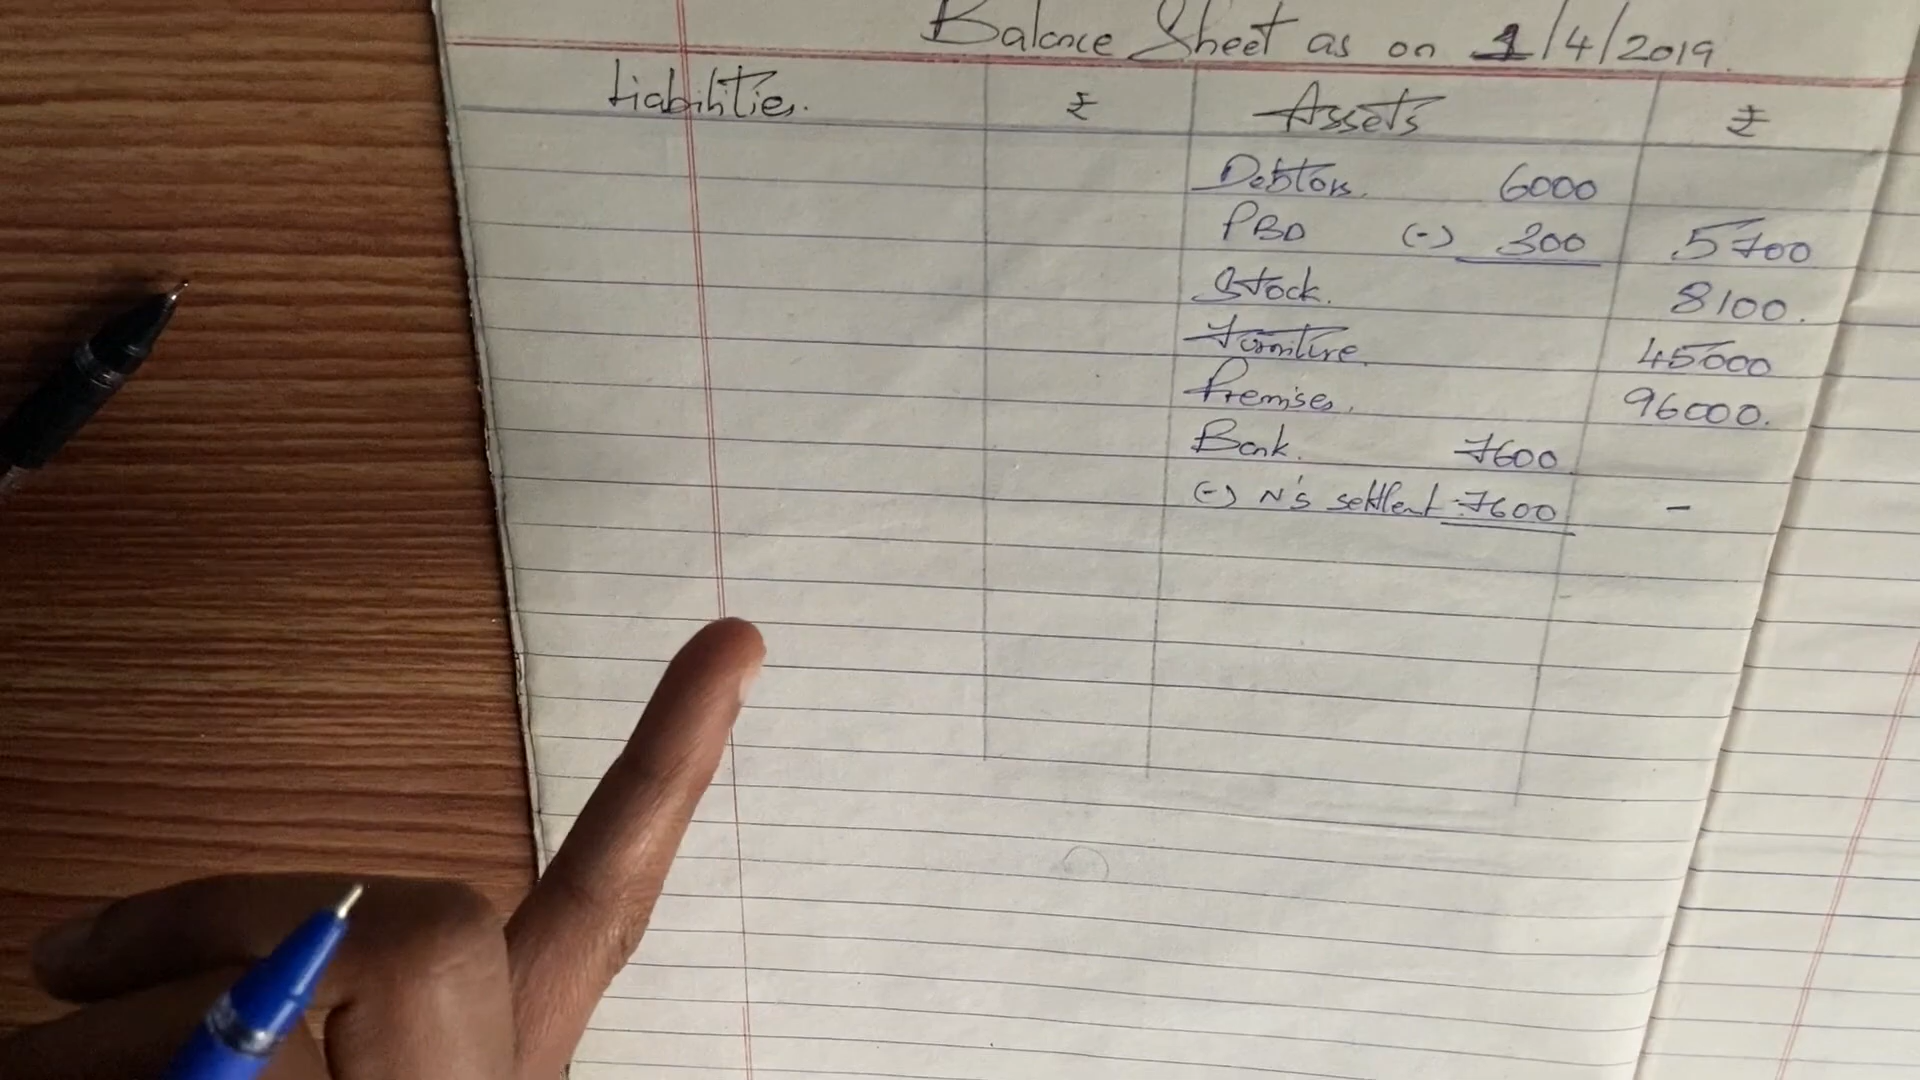 Balance Sheet as on 1/4/2019.
Liabilities. ₹ Assets ₹
Debtors. 6000
PBD (-) 300 5700
Stock. 8100.
Furniture. 45000
Premises. 96000.
Bank. 7600
(-) N's settlent 7600 -